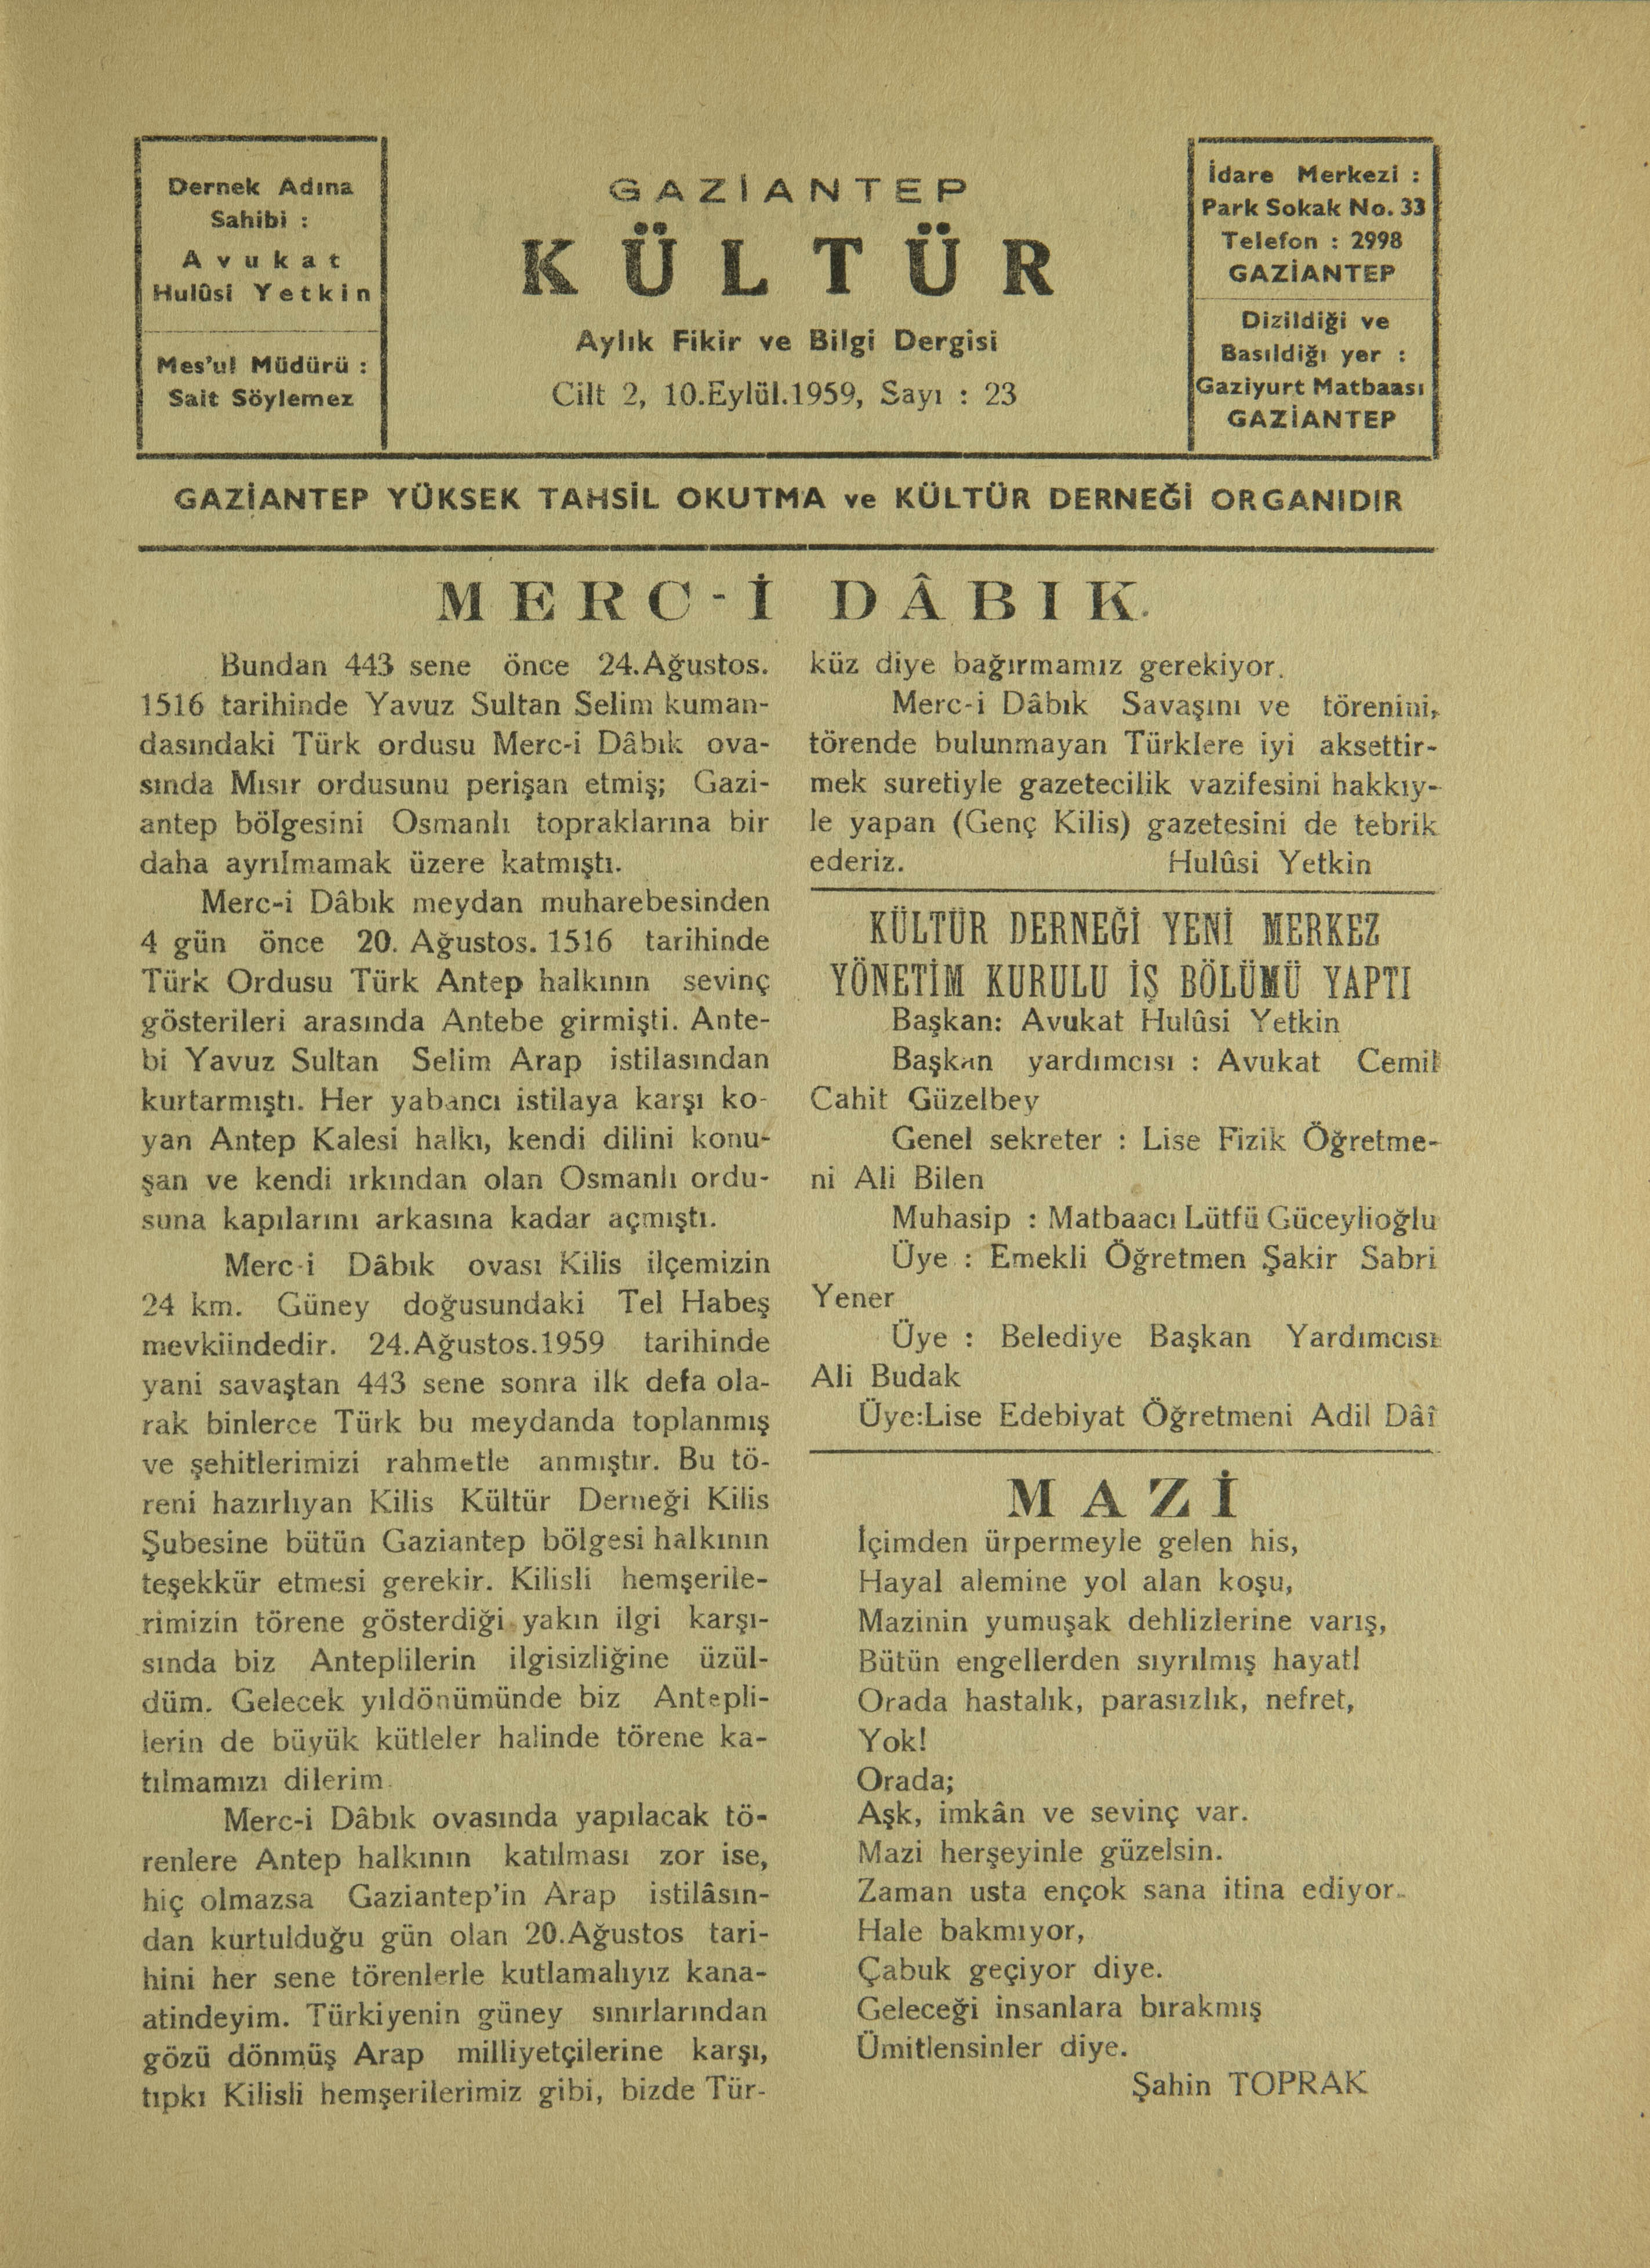 Dernek Adına
Sahibi :
Avukat
Hulûsi Yetkin
Mes'ul Müdürü :
Sait Söylemez
GAZİANTEP
KÜLTÜR
Aylık Fikir ve Bilgi Dergisi
Cilt 2, 10.Eylül.1959, Sayı : 23
İdare Merkezi :
Park Sokak No. 33
Telefon : 2998
GAZİANTEP
Dizildiği ve
Basıldığı yer :
Gaziyurt Matbaası
GAZİANTEP
GAZİANTEP YÜKSEK TAHSİL OKUTMA ve KÜLTÜR DERNEĞİ ORGANIDIR
MERC-İ DÂBIK
Bundan 443 sene önce 24.Ağustos.
1516 tarihinde Yavuz Sultan Selim kuman-
dasındaki Türk ordusu Merc-i Dâbık ova-
sında Mısır ordusunu perişan etmiş; Gazi-
antep bölgesini Osmanlı topraklarına bir
daha ayrılmamak üzere katmıştı.
Merc-i Dâbık meydan muharebesinden
4 gün önce 20. Ağustos. 1516 tarihinde
Türk Ordusu Türk Antep halkının sevinç
gösterileri arasında Antebe girmişti. Ante-
bi Yavuz Sultan Selim Arap istilasından
kurtarmıştı. Her yabancı istilaya karşı ko-
yan Antep Kalesi halkı, kendi dilini konu-
şan ve kendi ırkından olan Osmanlı ordu-
suna kapılarını arkasına kadar açmıştı.
Merc-i Dâbık ovası Kilis ilçemizin
24 km. Güney doğusundaki Tel Habeş
mevkiindedir. 24.Ağustos.1959 tarihinde
yani savaştan 443 sene sonra ilk defa ola-
rak binlerce Türk bu meydanda toplanmış
ve şehitlerimizi rahmetle anmıştır. Bu tö-
reni hazırlıyan Kilis Kültür Derneği Kilis
Şubesine bütün Gaziantep bölgesi halkının
teşekkür etmesi gerekir. Kilisli hemşerile-
rimizin törene gösterdiği yakın ilgi karşı-
sında biz Anteplilerin ilgisizliğine üzül-
düm. Gelecek yıldönümünde biz Antepli-
lerin de büyük kütleler halinde törene ka-
tılmamızı dilerim.
Merc-i Dâbık ovasında yapılacak tö-
renlere Antep halkının katılması zor ise,
hiç olmazsa Gaziantep'in Arap istilâsın-
dan kurtulduğu gün olan 20.Ağustos tari-
hini her sene törenlerle kutlamalıyız kana-
atindeyim. Türkiyenin güney sınırlarından
gözü dönmüş Arap milliyetçilerine karşı,
tıpkı Kilisli hemşerilerimiz gibi, bizde Tür-
küz diye bağırmamız gerekiyor.
Merc-i Dâbık Savaşını ve törenini,
törende bulunmayan Türklere iyi aksettir-
mek suretiyle gazetecilik vazifesini hakkıy-
le yapan (Genç Kilis) gazetesini de tebrik
ederiz. Hulûsi Yetkin
KÜLTÜR DERNEĞİ YENİ MERKEZ
YÖNETİM KURULU İŞ BÖLÜMÜ YAPTI
Başkan: Avukat Hulûsi Yetkin
Başkan yardımcısı : Avukat Cemil
Cahit Güzelbey
Genel sekreter : Lise Fizik Öğretme-
ni Ali Bilen
Muhasip : Matbaacı Lütfü Güceylioğlu
Üye : Emekli Öğretmen Şakir Sabri
Yener
Üye : Belediye Başkan Yardımcısı
Ali Budak
Üye:Lise Edebiyat Öğretmeni Adil Dâî
MAZİ
İçimden ürpermeyle gelen his,
Hayal alemine yol alan koşu,
Mazinin yumuşak dehlizlerine varış,
Bütün engellerden sıyrılmış hayat!
Orada hastalık, parasızlık, nefret,
Yok!
Orada;
Aşk, imkân ve sevinç var.
Mazi herşeyinle güzelsin.
Zaman usta ençok sana itina ediyor.
Hale bakmıyor,
Çabuk geçiyor diye.
Geleceği insanlara bırakmış
Ümitlensinler diye.
Şahin TOPRAK